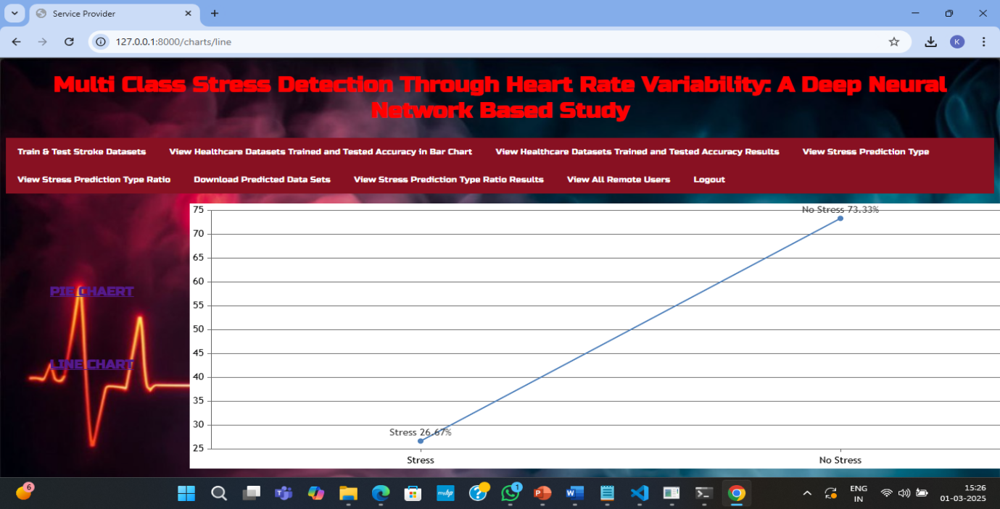 Service Provider
127.0.0.1:8000/charts/line
K
Multi Class Stress Detection Through Heart Rate Variability: A Deep Neural
Network Based Study
Train & Test Stroke Datasets View Healthcare Datasets Trained and Tested Accuracy in Bar Chart View Healthcare Datasets Trained and Tested Accuracy Results View Stress Prediction Type
View Stress Prediction Type Ratio Download Predicted Data Sets View Stress Prediction Type Ratio Results View All Remote Users Logout
PIE CHAERT
LINE CHART
75
70
65
60
55
50
45
40
35
30
25
No Stress 73.33%
Stress 26.67%
Stress No Stress
6
myhp
1
ENG
IN
15:26
01-03-2025